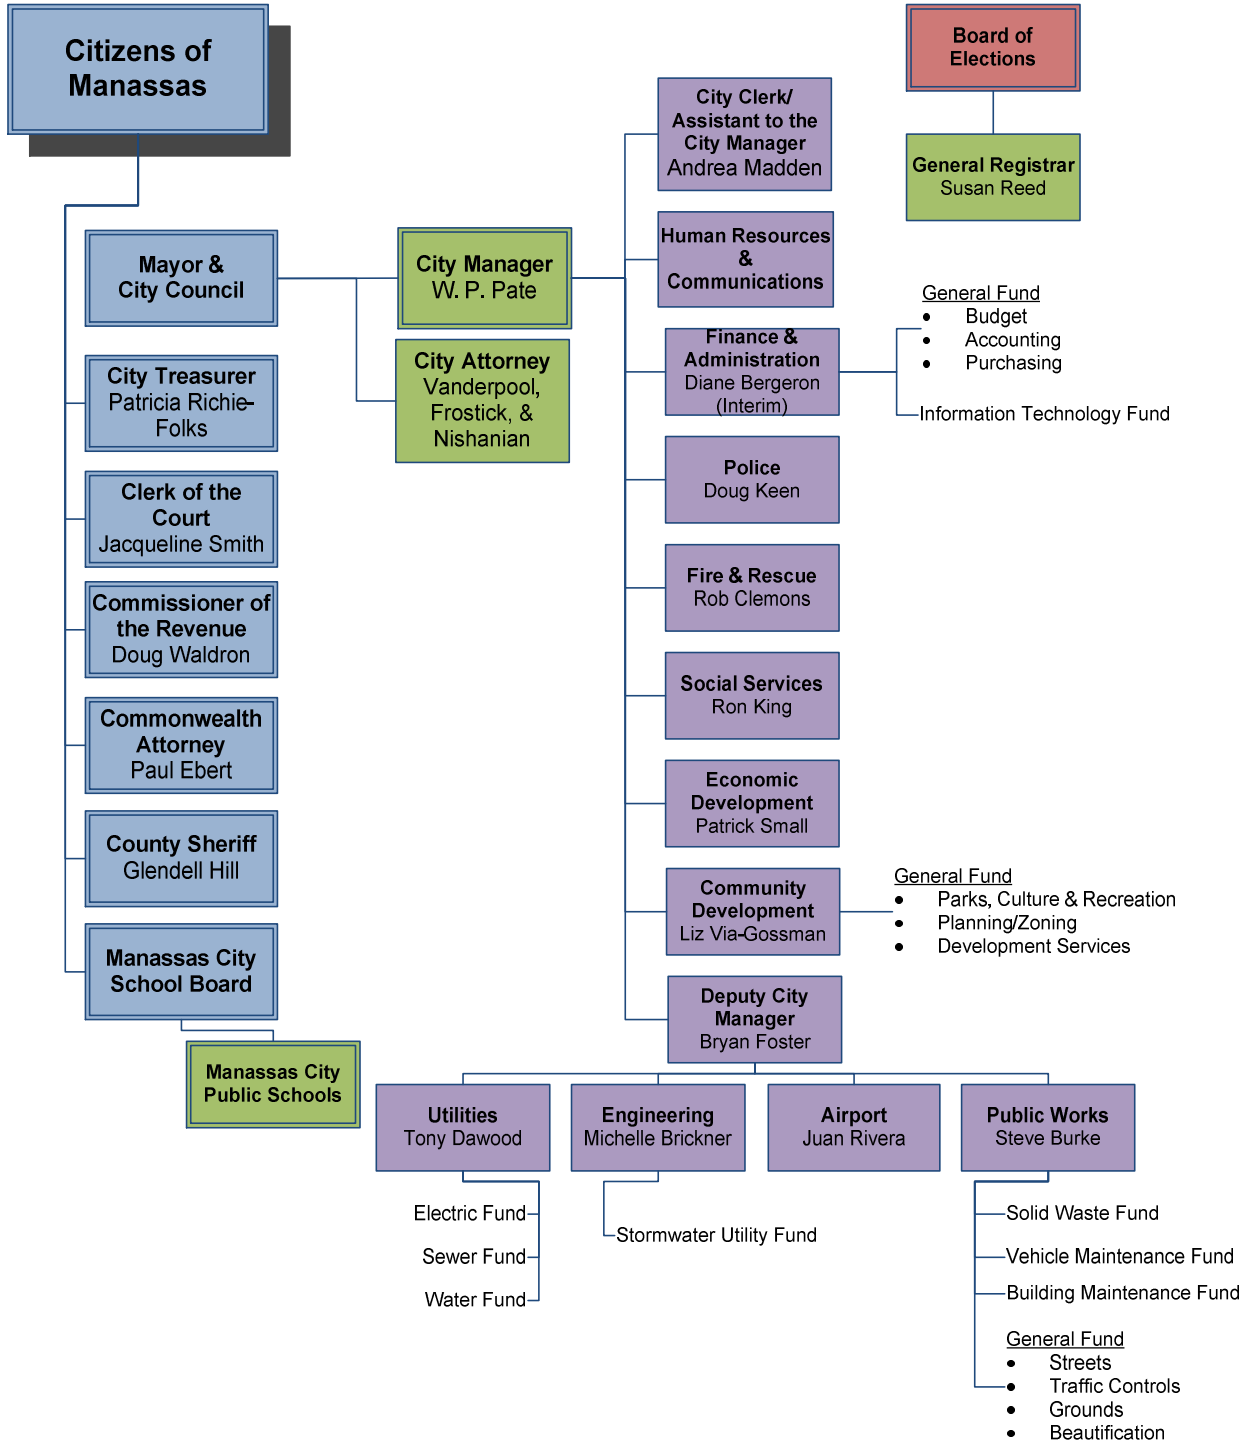 Citizens of
Manassas
Board of
Elections
General Registrar
Susan Reed
Mayor &
City Council
City Treasurer
Patricia Richie-
Folks
Clerk of the
Court
Jacqueline Smith
Commissioner of
the Revenue
Doug Waldron
Commonwealth
Attorney
Paul Ebert
County Sheriff
Glendell Hill
Manassas City
School Board
Manassas City
Public Schools
City Manager
W. P. Pate
City Attorney
Vanderpool,
Frostick, &
Nishanian
City Clerk/
Assistant to the
City Manager
Andrea Madden
Human Resources
&
Communications
Finance &
Administration
Diane Bergeron
(Interim)
General Fund
• Budget
• Accounting
• Purchasing
Information Technology Fund
Police
Doug Keen
Fire & Rescue
Rob Clemons
Social Services
Ron King
Economic
Development
Patrick Small
Community
Development
Liz Via-Gossman
General Fund
• Parks, Culture & Recreation
• Planning/Zoning
• Development Services
Deputy City
Manager
Bryan Foster
Utilities
Tony Dawood
Electric Fund
Sewer Fund
Water Fund
Engineering
Michelle Brickner
Stormwater Utility Fund
Airport
Juan Rivera
Public Works
Steve Burke
Solid Waste Fund
Vehicle Maintenance Fund
Building Maintenance Fund
General Fund
• Streets
• Traffic Controls
• Grounds
• Beautification